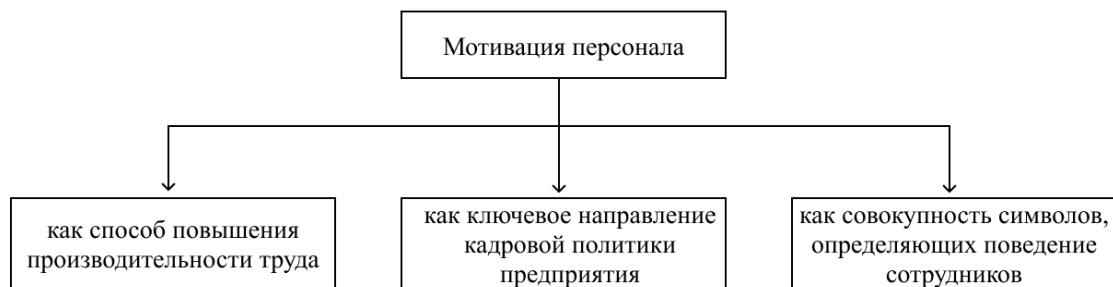 Мотивация персонала
как способ повышения
производительности труда
как ключевое направление
кадровой политики
предприятия
как совокупность символов,
определяющих поведение
сотрудников